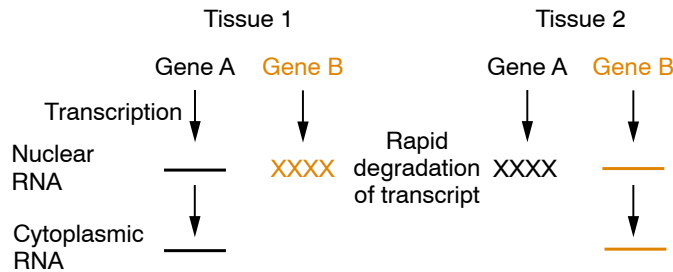 Tissue 1
Tissue 2
Gene A
Gene B
Gene A
Gene B
Transcription
Nuclear
RNA
XXXX
Rapid
degradation
of transcript
XXXX
Cytoplasmic
RNA